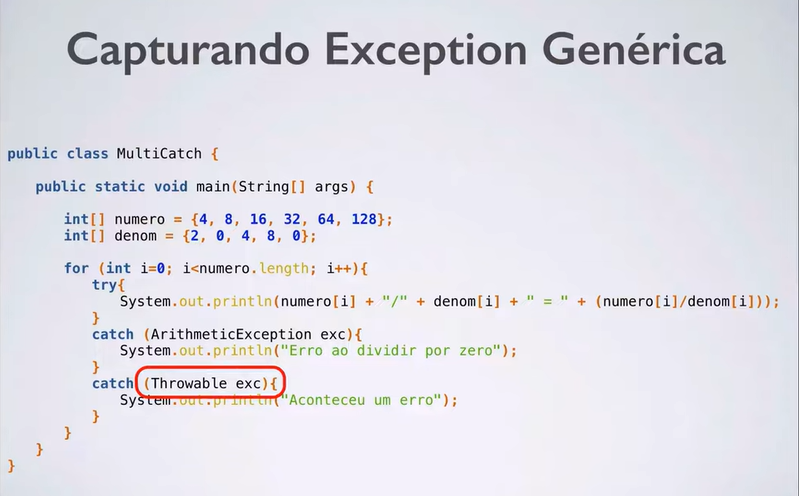 Capturando Exception Genérica
public class MultiCatch {
public static void main(String[] args) {
int[] numero = {4, 8, 16, 32, 64, 128};
int[] denom = {2, 0, 4, 8, 0};
for (int i=0; i<numero.length; i++){
try{
System.out.println(numero[i] + "/" + denom[i] + " = " + (numero[i]/denom[i]));
}
catch (ArithmeticException exc){
System.out.println("Erro ao dividir por zero");
}
catch (Throwable exc){
System.out.println("Aconteceu um erro");
}
}
}
}